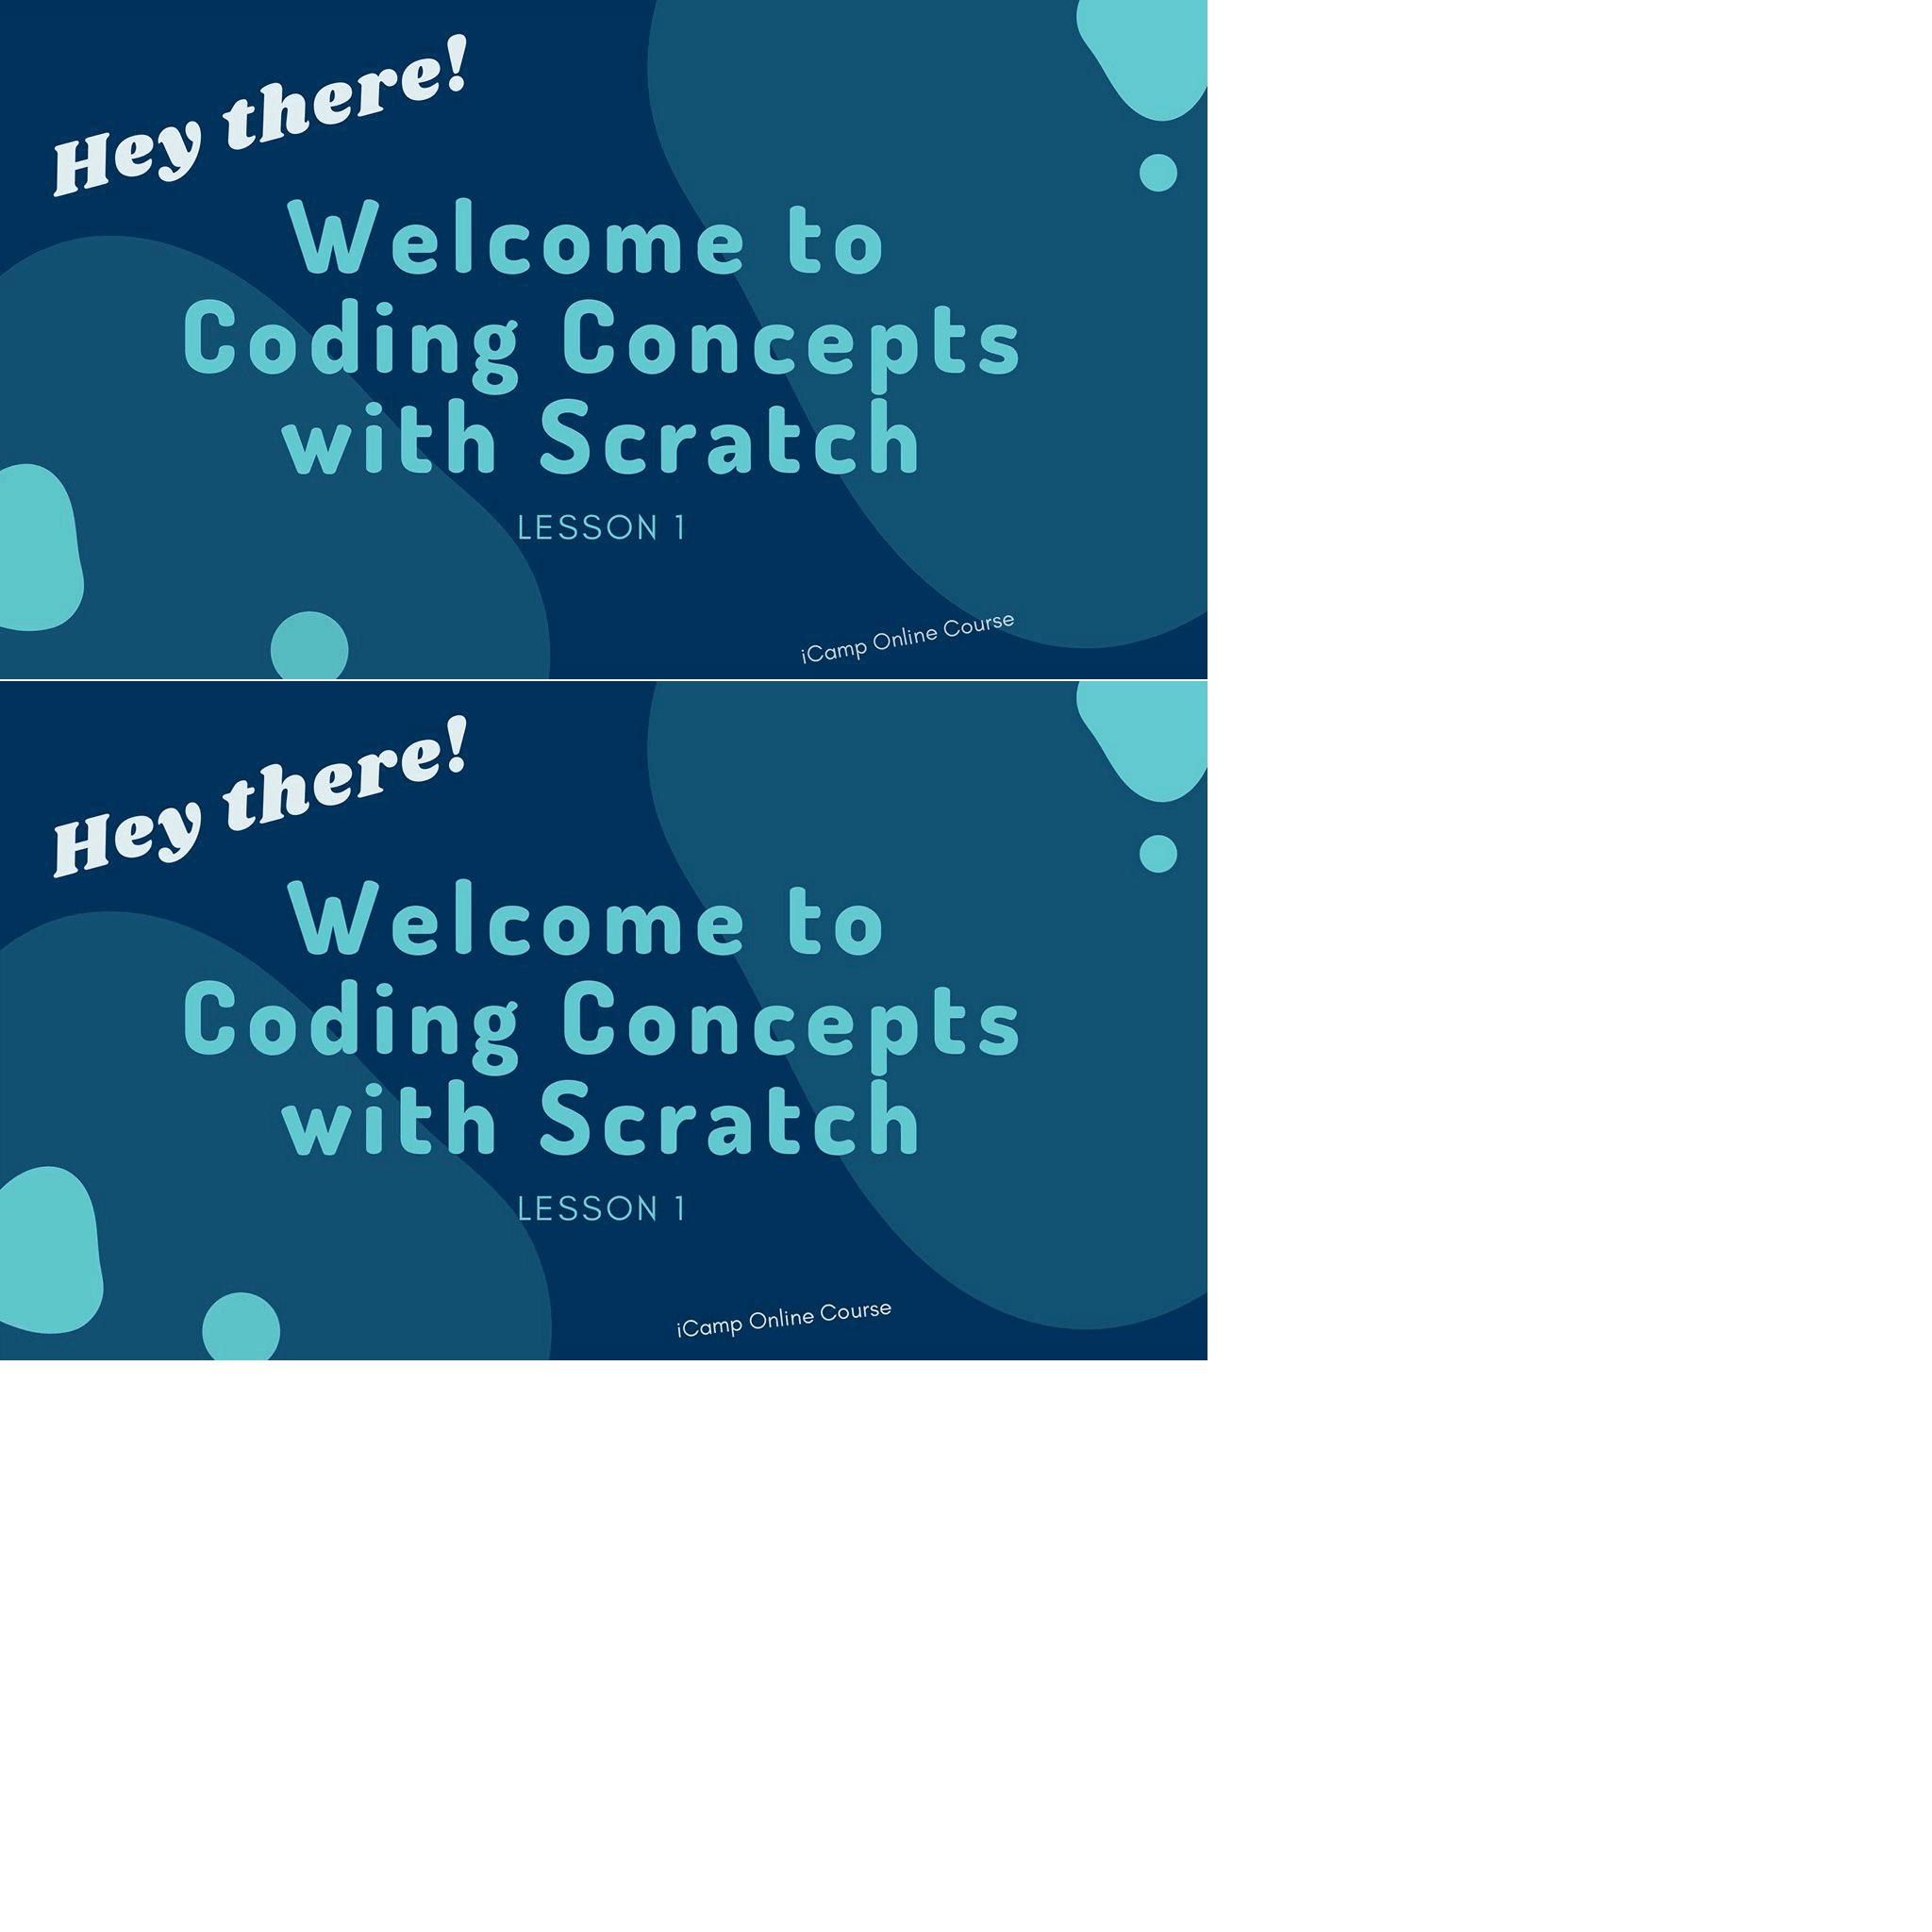 Hey there!
Welcome to
Coding Concepts
with Scratch
LESSON 1
iCamp Online Course
Hey there!
Welcome to
Coding Concepts
with Scratch
LESSON 1
iCamp Online Course